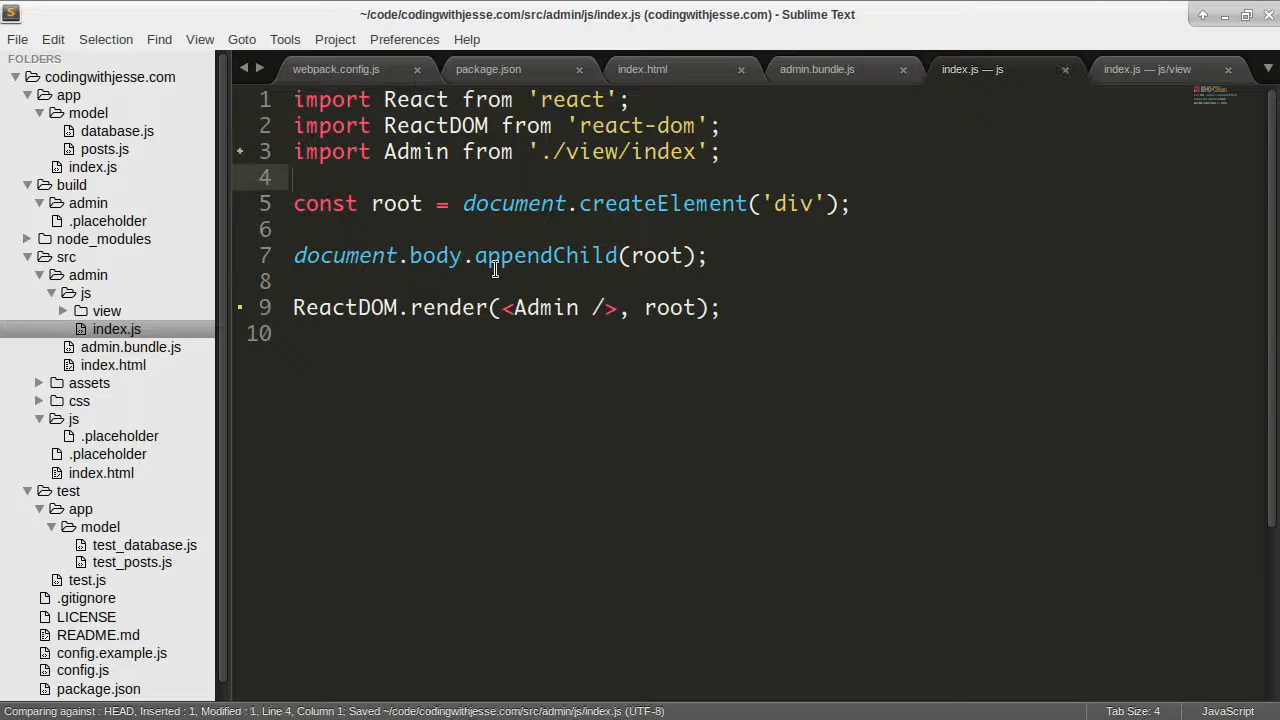 ~/code/codingwithjesse.com/src/admin/js/index.js (codingwithjesse.com) - Sublime Text
File Edit Selection Find View Goto Tools Project Preferences Help
FOLDERS
codingwithjesse.com
app
model
database.js
posts.js
index.js
build
admin
.placeholder
node_modules
src
admin
js
view
index.js
admin.bundle.js
index.html
assets
css
js
.placeholder
.placeholder
index.html
test
app
model
test_database.js
test_posts.js
test.js
.gitignore
LICENSE
README.md
config.example.js
config.js
package.json
webpack.config.js package.json index.html admin.bundle.js index.js — js index.js — js/view
1 import React from 'react';
2 import ReactDOM from 'react-dom';
3 import Admin from './view/index';
4
5 const root = document.createElement('div');
6
7 document.body.appendChild(root);
8
9 ReactDOM.render(<Admin />, root);
10
Comparing against : HEAD, Inserted : 1, Modified : 1, Line 4, Column 1; Saved ~/code/codingwithjesse.com/src/admin/js/index.js (UTF-8) Tab Size: 4 JavaScript